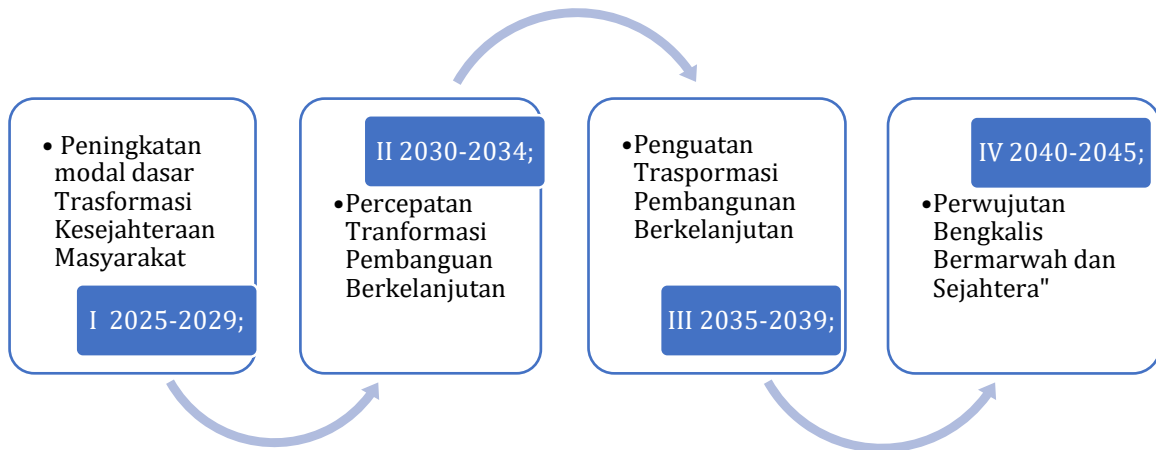 • Peningkatan
modal dasar
Trasformasi
Kesejahteraan
Masyarakat
I 2025-2029;
II 2030-2034;
•Percepatan
Tranformasi
Pembanguan
Berkelanjutan
•Penguatan
Traspormasi
Pembangunan
Berkelanjutan
III 2035-2039;
IV 2040-2045;
•Perwujutan
Bengkalis
Bermarwah dan
Sejahtera"